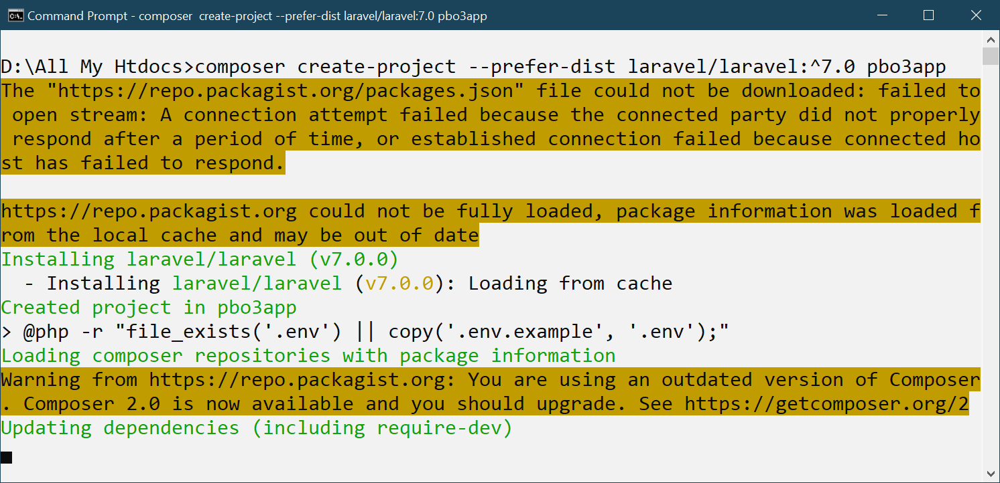 Command Prompt - composer  create-project --prefer-dist laravel/laravel:7.0 pbo3app
D:\All My Htdocs>composer create-project --prefer-dist laravel/laravel:^7.0 pbo3app
The "https://repo.packagist.org/packages.json" file could not be downloaded: failed to
 open stream: A connection attempt failed because the connected party did not properly
 respond after a period of time, or established connection failed because connected ho
st has failed to respond.
https://repo.packagist.org could not be fully loaded, package information was loaded f
rom the local cache and may be out of date
Installing laravel/laravel (v7.0.0)
  - Installing laravel/laravel (v7.0.0): Loading from cache
Created project in pbo3app
> @php -r "file_exists('.env') || copy('.env.example', '.env');"
Loading composer repositories with package information
Warning from https://repo.packagist.org: You are using an outdated version of Composer
. Composer 2.0 is now available and you should upgrade. See https://getcomposer.org/2
Updating dependencies (including require-dev)